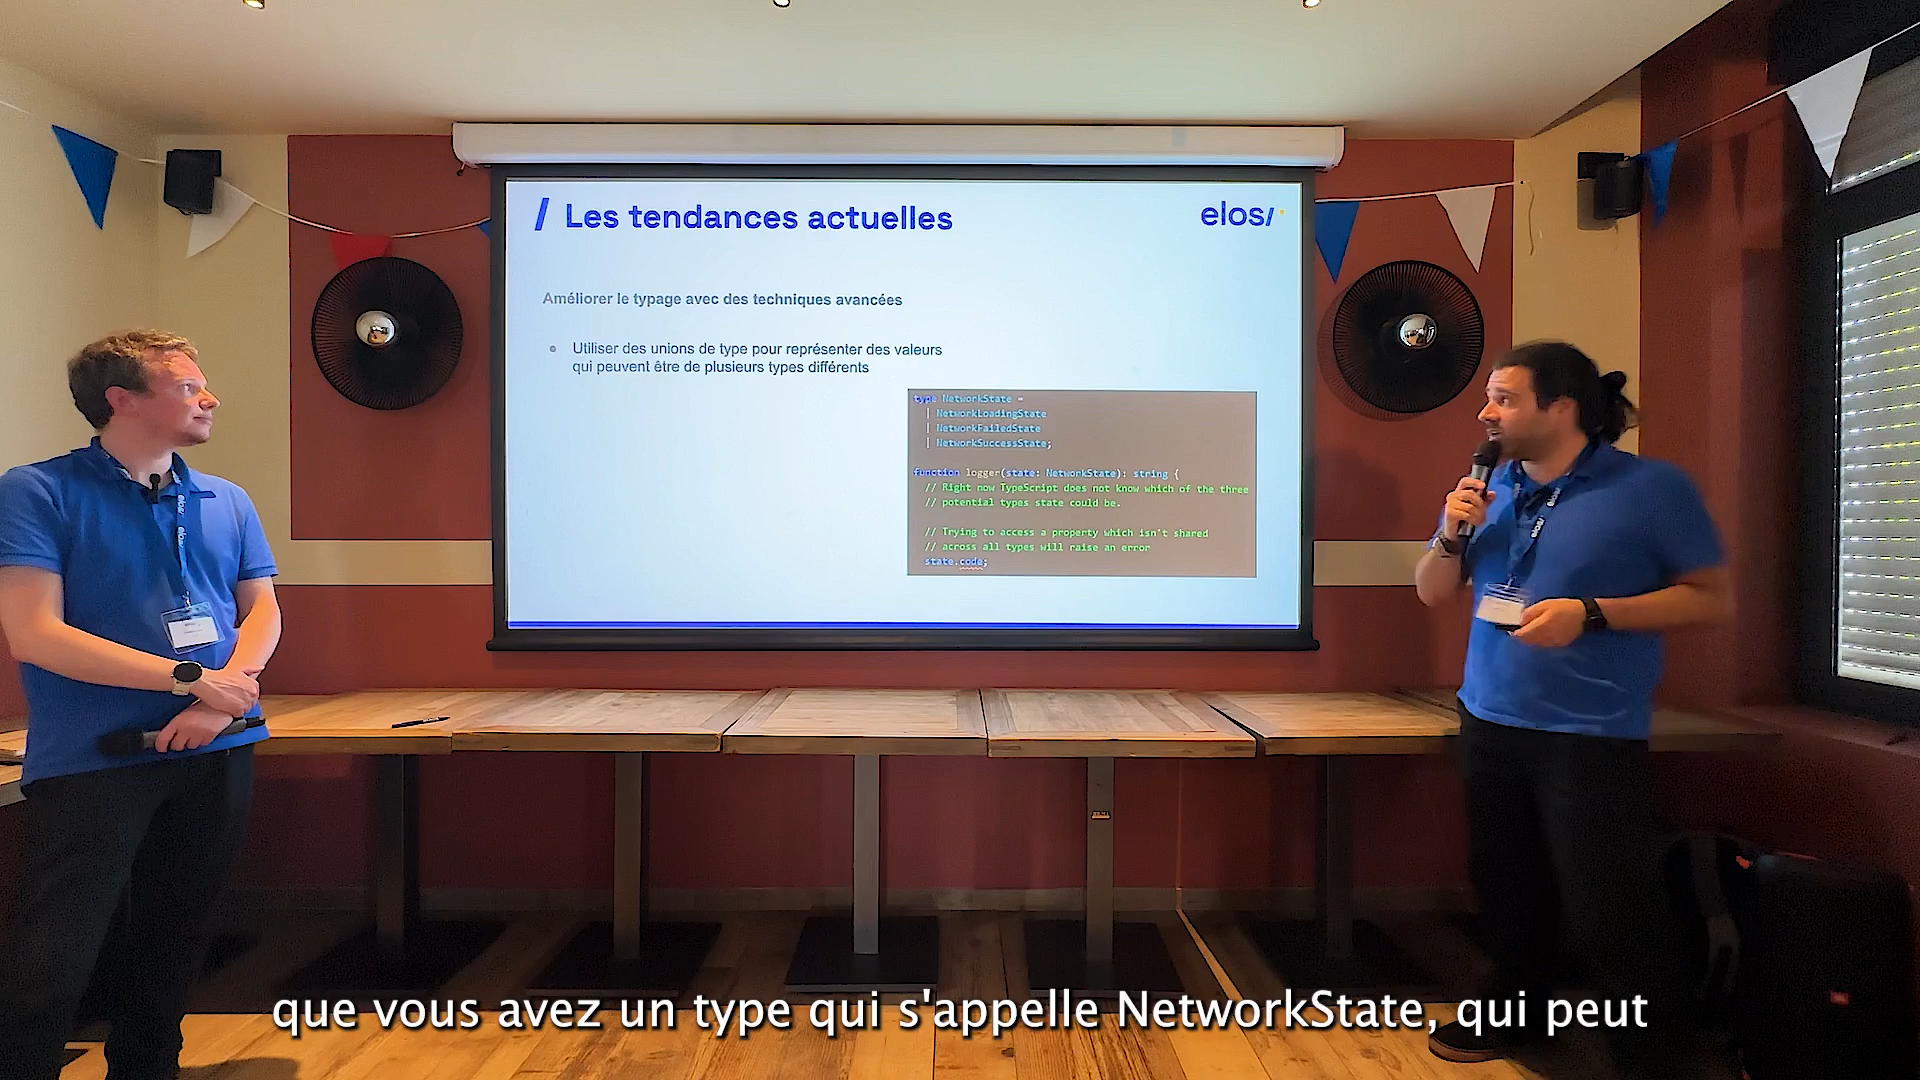 / Les tendances actuelles
elosi
Améliorer le typage avec des techniques avancées
Utiliser des unions de type pour représenter des valeurs
qui peuvent être de plusieurs types différents
type NetworkState =
| NetworkLoadingState
| NetworkFailedState
| NetworkSuccessState;
function logger(state: NetworkState): string {
// Right now TypeScript does not know which of the three
// potential types state could be.
// Trying to access a property which isn't shared
// across all types will raise an error
state.code;
elosi
elosi
elosi
que vous avez un type qui s'appelle NetworkState, qui peut